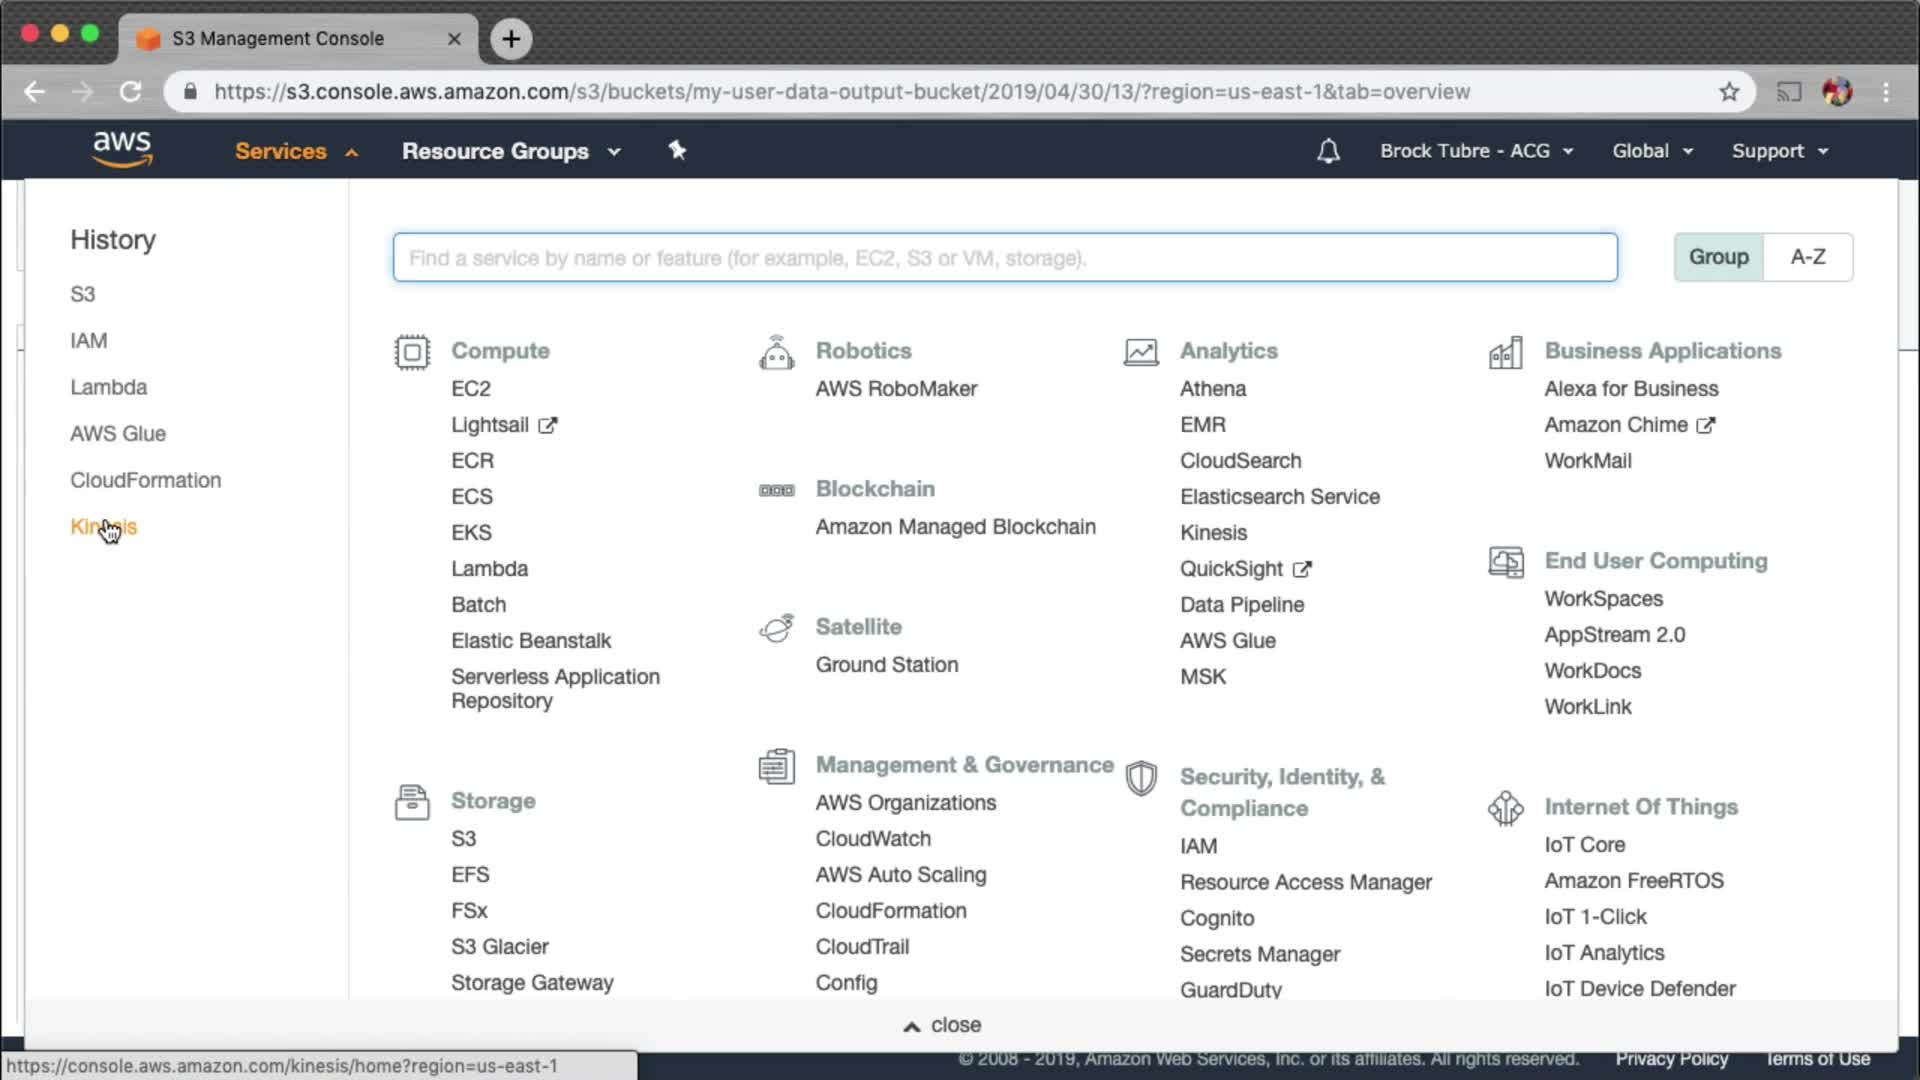 S3 Management Console
https://s3.console.aws.amazon.com/s3/buckets/my-user-data-output-bucket/2019/04/30/13/?region=us-east-1&tab=overview
aws
Services
Resource Groups
Brock Tubre - ACG
Global
Support
History
S3
IAM
Lambda
AWS Glue
CloudFormation
Kinesis
Find a service by name or feature (for example, EC2, S3 or VM, storage).
Group
A-Z
Compute
EC2
Lightsail
ECR
ECS
EKS
Lambda
Batch
Elastic Beanstalk
Serverless Application
Repository
Storage
S3
EFS
FSx
S3 Glacier
Storage Gateway
Robotics
AWS RoboMaker
Blockchain
Amazon Managed Blockchain
Satellite
Ground Station
Management & Governance
AWS Organizations
CloudWatch
AWS Auto Scaling
CloudFormation
CloudTrail
Config
Analytics
Athena
EMR
CloudSearch
Elasticsearch Service
Kinesis
QuickSight
Data Pipeline
AWS Glue
MSK
Security, Identity, &
Compliance
IAM
Resource Access Manager
Cognito
Secrets Manager
GuardDuty
Business Applications
Alexa for Business
Amazon Chime
WorkMail
End User Computing
WorkSpaces
AppStream 2.0
WorkDocs
WorkLink
Internet Of Things
IoT Core
Amazon FreeRTOS
IoT 1-Click
IoT Analytics
IoT Device Defender
close
https://console.aws.amazon.com/kinesis/home?region=us-east-1
© 2008 - 2019, Amazon Web Services, Inc. or its affiliates. All rights reserved.
Privacy Policy
Terms of Use